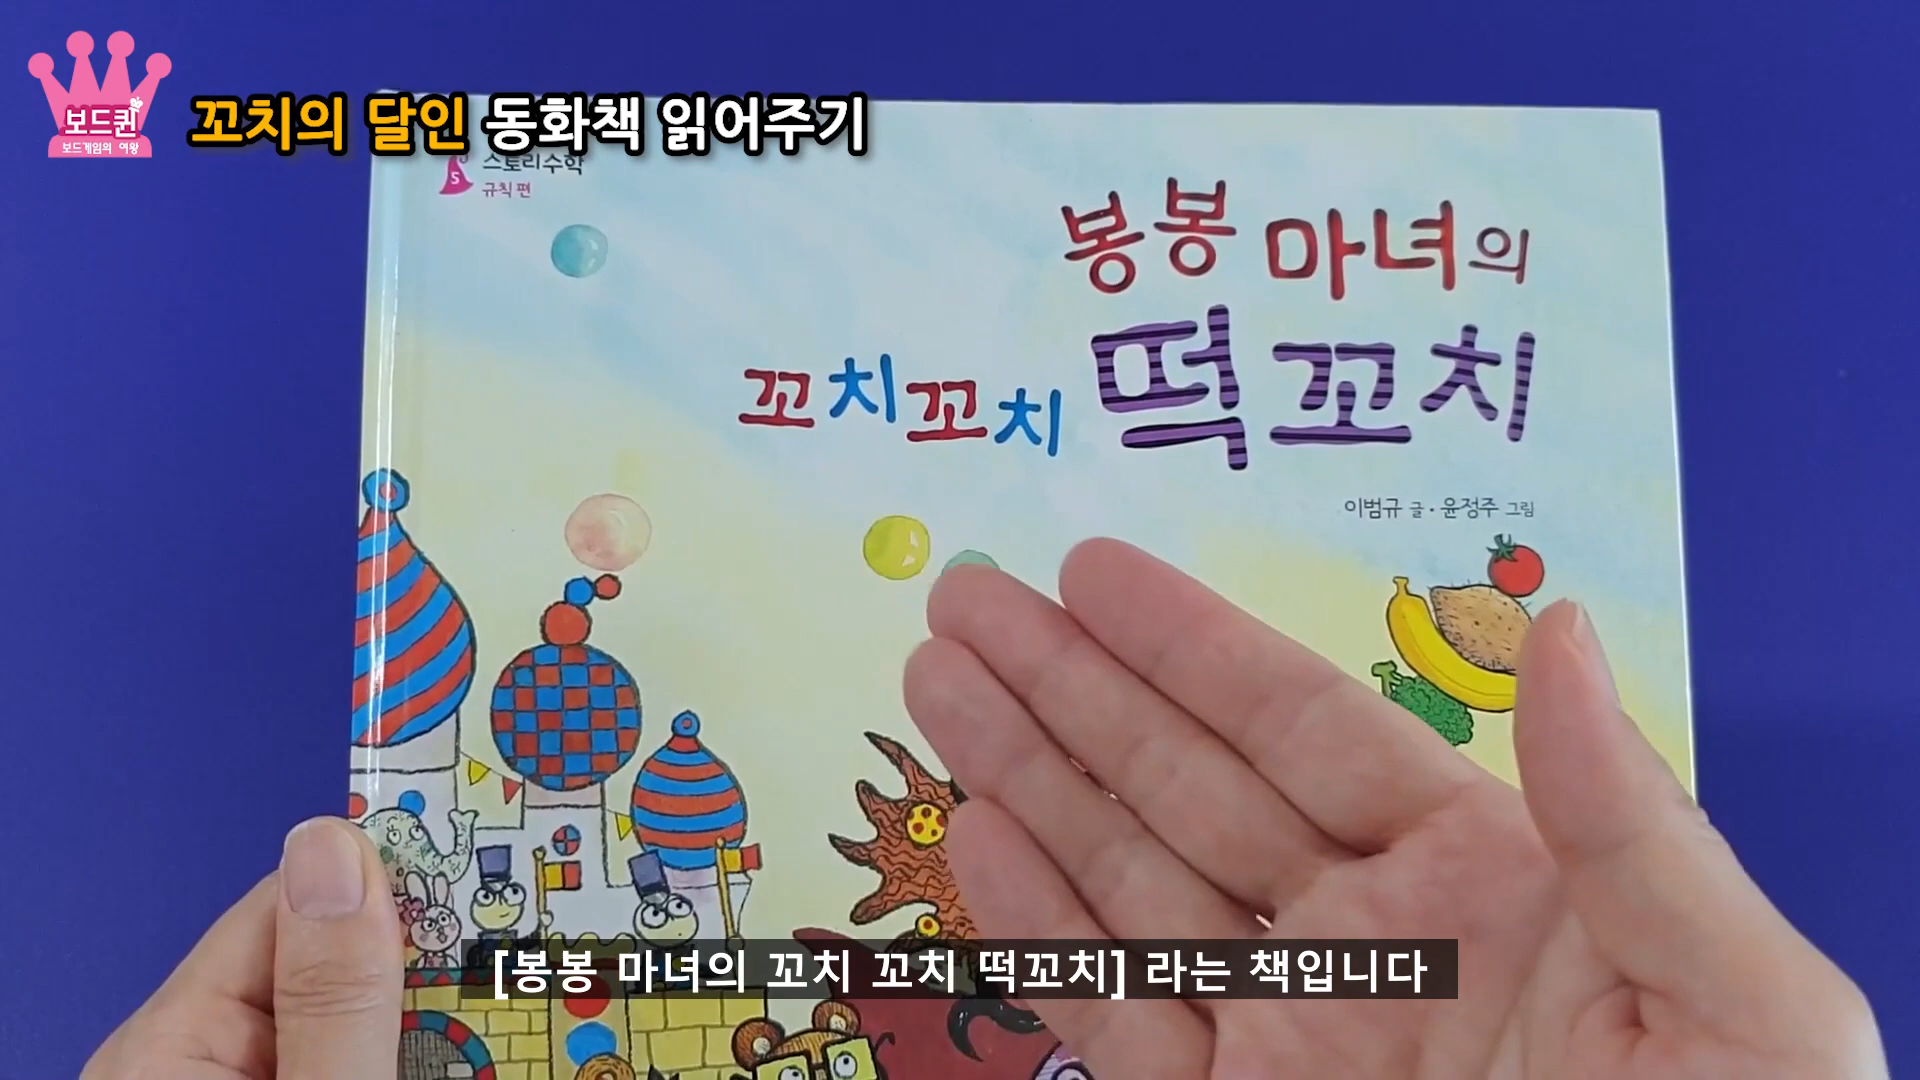 보드퀸
보드게임의 여왕
꼬치의 달인 동화책 읽어주기
5
스토리수학
규칙 편
봉봉 마녀의
꼬치꼬치 떡꼬치
이범규 글 · 윤정주 그림
[봉봉 마녀의 꼬치 꼬치 떡꼬치] 라는 책입니다